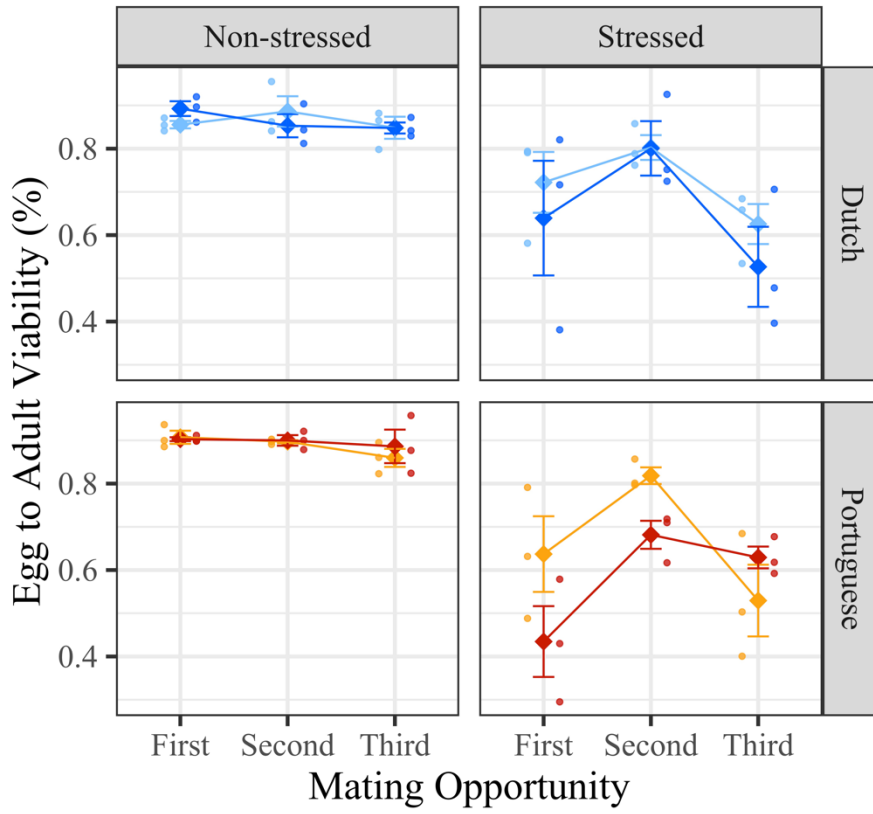 Non-stressed
Stressed
Egg to Adult Viability (%)
0.8
0.6
0.4
Dutch
0.8
0.6
0.4
Portuguese
First
Second
Third
First
Second
Third
Mating Opportunity